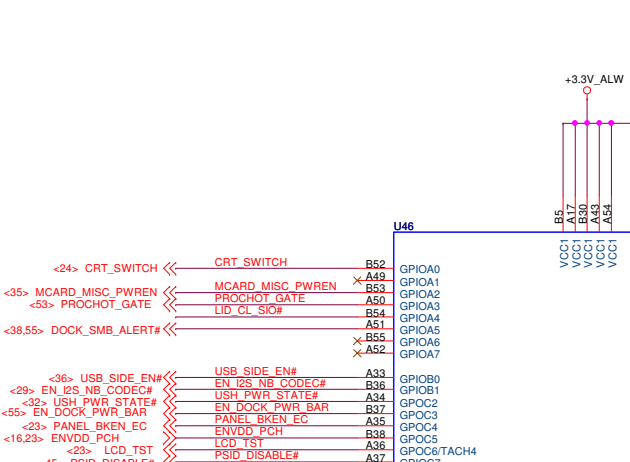 +3.3V_ALW
B5 A17 B30 A43 A54
U46
VCC1 VCC1 VCC1 VCC1 VCC1
<24> CRT_SWITCH CRT_SWITCH B52 GPIOA0
A49 GPIOA1
<35> MCARD_MISC_PWREN MCARD_MISC_PWREN B53 GPIOA2
<53> PROCHOT_GATE PROCHOT_GATE A50 GPIOA3
LID_CL_SIO# B54 GPIOA4
<38,55> DOCK_SMB_ALERT# A51 GPIOA5
B55 GPIOA6
A52 GPIOA7
<36> USB_SIDE_EN# USB_SIDE_EN# A33 GPIOB0
<29> EN_I2S_NB_CODEC# EN_I2S_NB_CODEC# B36 GPIOB1
<32> USH_PWR_STATE# USH_PWR_STATE# A34 GPOC2
<55> EN_DOCK_PWR_BAR EN_DOCK_PWR_BAR B37 GPOC3
<23> PANEL_BKEN_EC PANEL_BKEN_EC A35 GPOC4
<16,23> ENVDD_PCH ENVDD_PCH B38 GPOC5
<23> LCD_TST LCD_TST A36 GPOC6/TACH4
PSID_DISABLE# PSID_DISABLE# A37